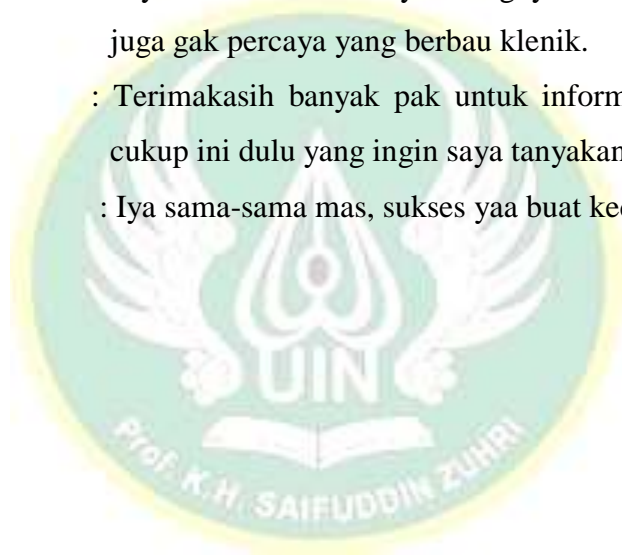 juga gak percaya yang berbau klenik.
: Terimakasih banyak pak untuk inform
cukup ini dulu yang ingin saya tanyakan
: Iya sama-sama mas, sukses yaa buat
UIN
Prof. K.H. SAIFUDDIN ZUHRI